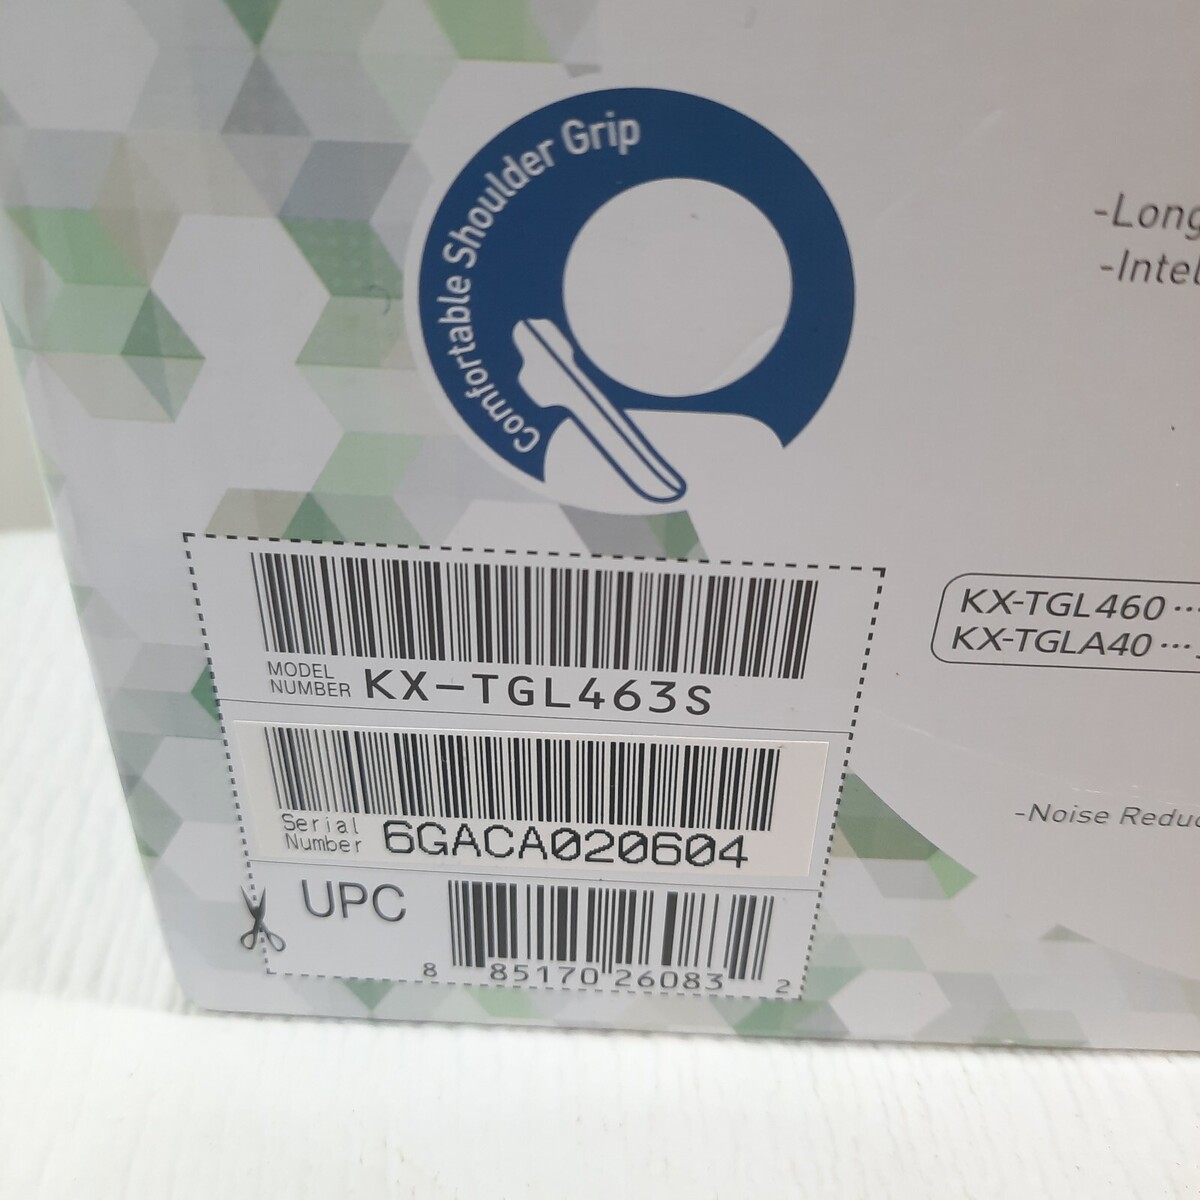 Comfortable Shoulder Grip
-Long
-Intel
MODEL
NUMBER KX-TGL463S
KX-TGL460 ...
KX-TGLA40 ...
Serial
Number 6GACA020604
-Noise Reduc
UPC
8 85170 26083 2